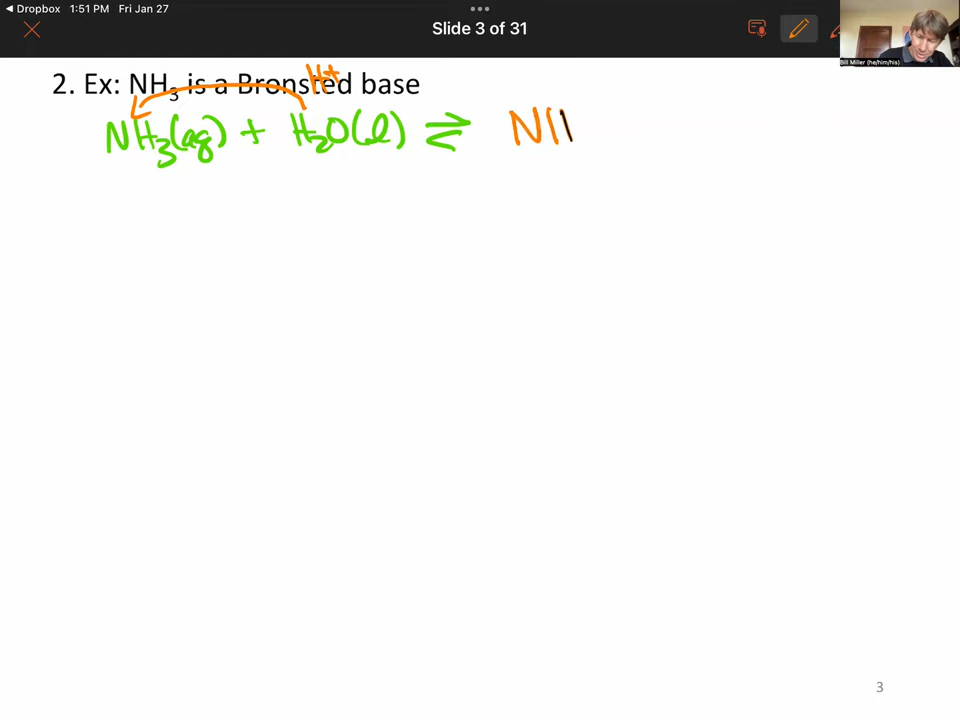 Dropbox 1:51 PM Fri Jan 27
Slide 3 of 31
Bill Miller (he/him/his)
2. Ex: NH₃ is a Bronsted base
H+
NH₃(aq) + H₂O(l) ⇌ N
3